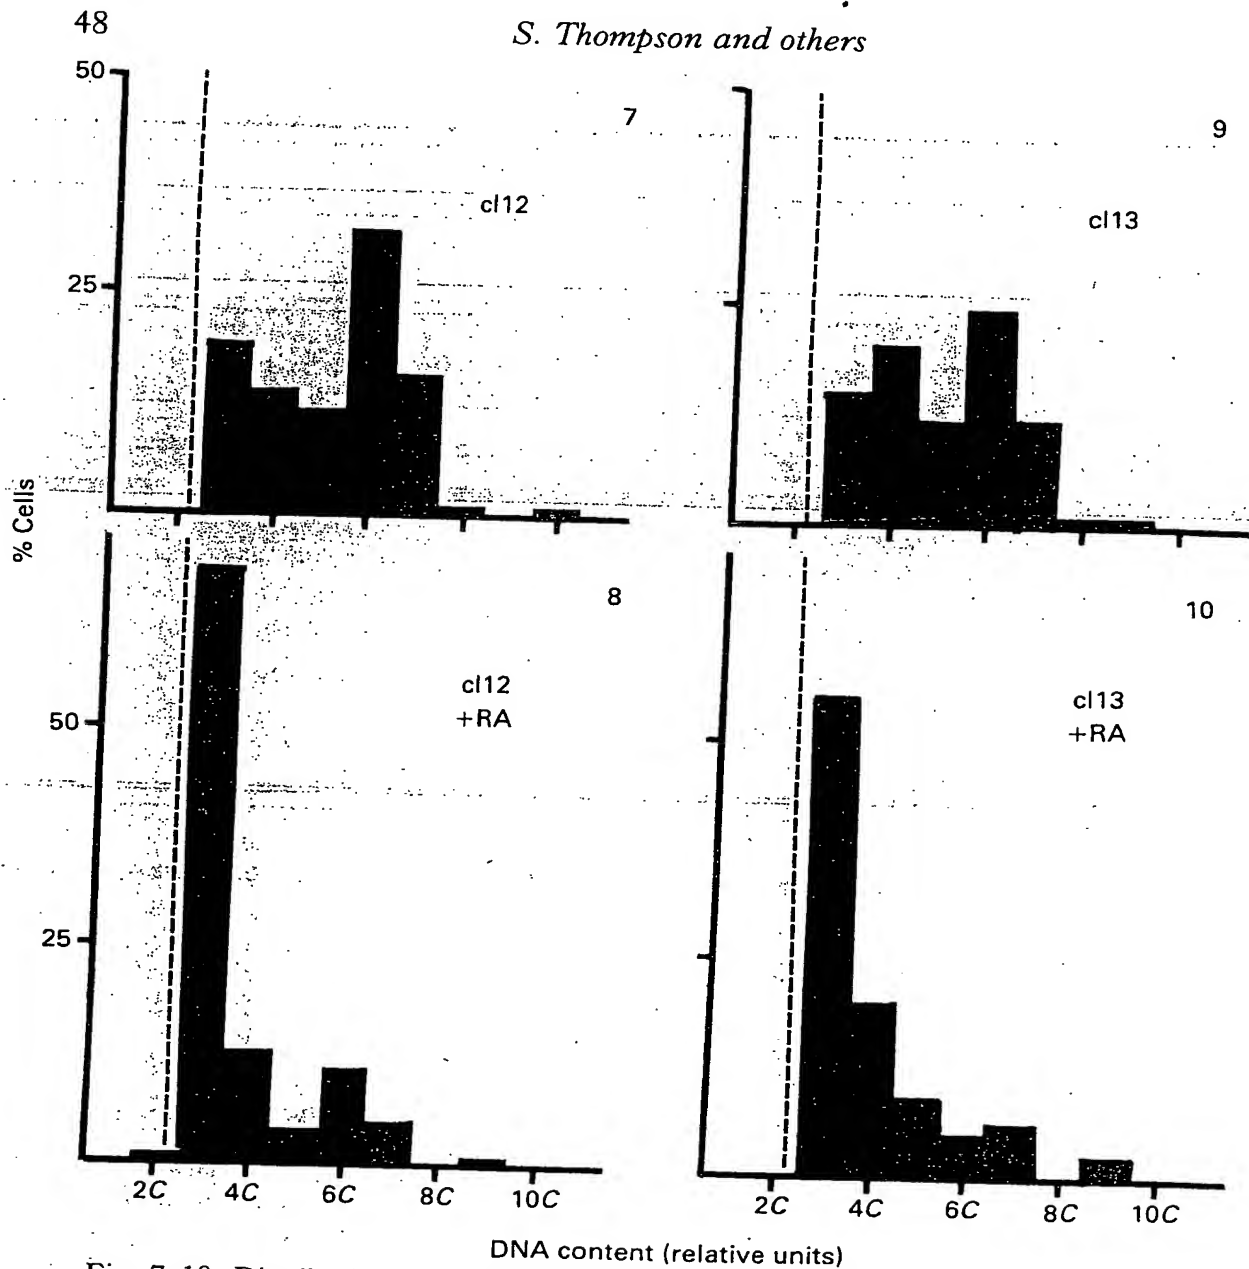 48
S. Thompson and others
50
7
9
cl12
cl13
25
% Cells
8
10
cl12
+RA
cl13
+RA
50
25
2C 4C 6C 8C 10C
2C 4C 6C 8C 10C
DNA content (relative units)